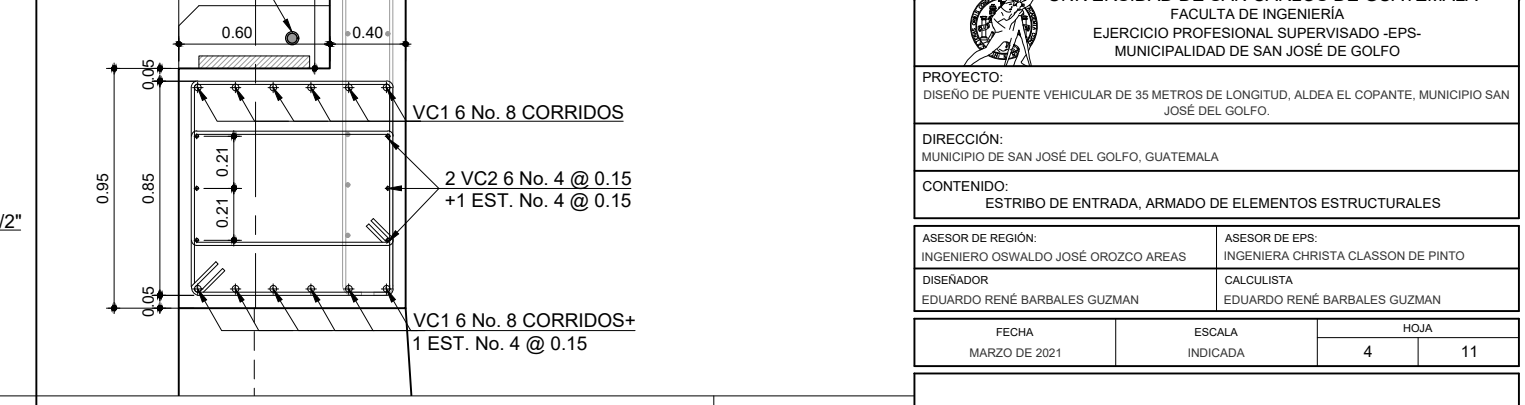 0.60
0.40
0.05
VC1 6 No. 8 CORRIDOS
0.21
0.95
0.85
2 VC2 6 No. 4 @ 0.15
+1 EST. No. 4 @ 0.15
0.21
/2"
0.05
VC1 6 No. 8 CORRIDOS+
1 EST. No. 4 @ 0.15
UNIVERSIDAD DE SAN CARLOS DE GUATEMALA
FACULTA DE INGENIERÍA
EJERCICIO PROFESIONAL SUPERVISADO -EPS-
MUNICIPALIDAD DE SAN JOSÉ DE GOLFO
PROYECTO:
DISEÑO DE PUENTE VEHICULAR DE 35 METROS DE LONGITUD, ALDEA EL COPANTE, MUNICIPIO SAN
JOSÉ DEL GOLFO.
DIRECCIÓN:
MUNICIPIO DE SAN JOSÉ DEL GOLFO, GUATEMALA
CONTENIDO:
ESTRIBO DE ENTRADA, ARMADO DE ELEMENTOS ESTRUCTURALES
ASESOR DE REGIÓN:
INGENIERO OSWALDO JOSÉ OROZCO AREAS
ASESOR DE EPS:
INGENIERA CHRISTA CLASSON DE PINTO
DISEÑADOR
EDUARDO RENÉ BARBALES GUZMAN
CALCULISTA
EDUARDO RENÉ BARBALES GUZMAN
FECHA
MARZO DE 2021
ESCALA
INDICADA
HOJA
4 11